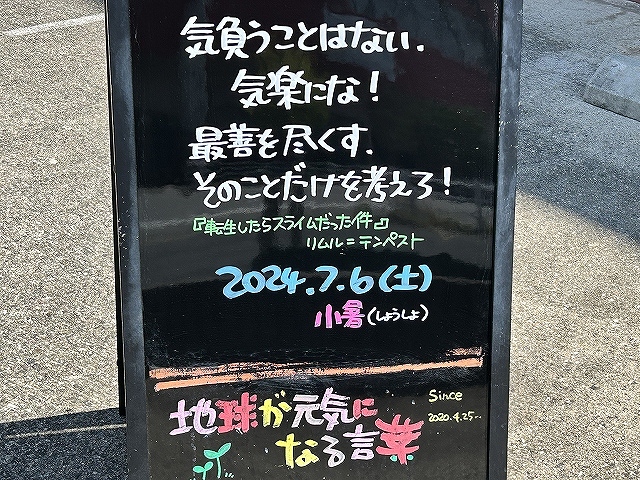 気負うことはない.
気楽にな!
最善を尽くす.
そのことだけを考えろ!
『転生したらスライムだった件』
リムル=テンペスト
2024.7.6(土)
小暑(しょうしょ)
地球が元気に
なる言葉
Since
2020.4.25~